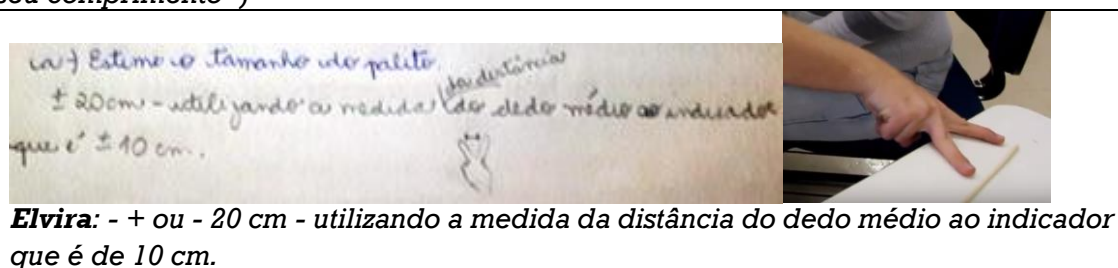 seu comprimento")
(a) Estime o tamanho do palito.
da distância
± 20cm - utilizando a medida do dedo médio ao indicador
que é ± 10 cm.
Elvira: - + ou - 20 cm - utilizando a medida da distância do dedo médio ao indicador
que é de 10 cm.